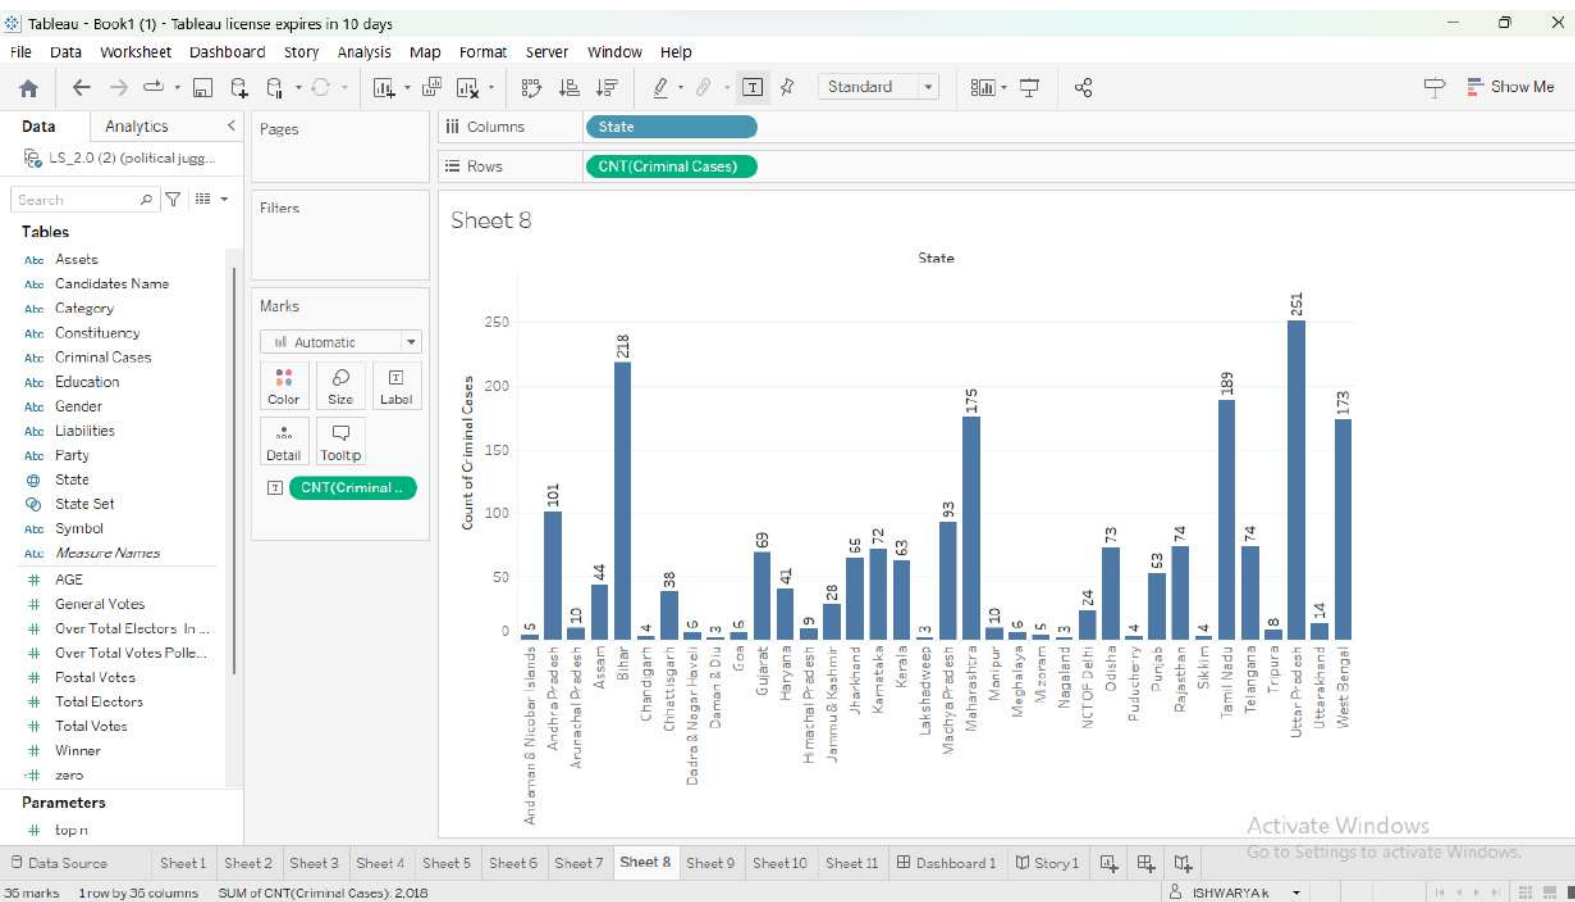 Tableau - Book1 (1) - Tableau license expires in 10 days
File Data Worksheet Dashboard Story Analysis Map Format Server Window Help
Standard
Show Me
Data Analytics
LS_2.0 (2) (political jugg...
Search
Tables
Abc Assets
Abc Candidates Name
Abc Category
Abc Constituency
Abc Criminal Cases
Abc Education
Abc Gender
Abc Liabilities
Abc Party
State
State Set
Abc Symbol
Abc Measure Names
# AGE
# General Votes
# Over Total Electors In ...
# Over Total Votes Polle...
# Postal Votes
# Total Electors
# Total Votes
# Winner
=# zero
Parameters
# top n
Pages
Filters
Marks
Automatic
Color Size Label
Detail Tooltip
CNT(Criminal ..
Columns State
Rows CNT(Criminal Cases)
Sheet 8
State
Count of Criminal Cases
250
200
150
100
50
0
5 101 10 44 218 4 38 6 3 6 69 41 9 28 65 72 63 3 93 175 10 6 5 3 24 73 4 53 74 4 189 74 8 251 14 173
Andaman & Nicobar Islands
Andhra Pradesh
Arunachal Pradesh
Assam
Bihar
Chandigarh
Chhattisgarh
Dadra & Nagar Haveli
Daman & Diu
Goa
Gujarat
Haryana
Himachal Pradesh
Jammu & Kashmir
Jharkhand
Karnataka
Kerala
Lakshadweep
Madhya Pradesh
Maharashtra
Manipur
Meghalaya
Mizoram
Nagaland
NCT OF Delhi
Odisha
Puducherry
Punjab
Rajasthan
Sikkim
Tamil Nadu
Telangana
Tripura
Uttar Pradesh
Uttarakhand
West Bengal
Activate Windows
Go to Settings to activate Windows.
Data Source Sheet 1 Sheet 2 Sheet 3 Sheet 4 Sheet 5 Sheet 6 Sheet 7 Sheet 8 Sheet 9 Sheet 10 Sheet 11 Dashboard 1 Story 1
36 marks 1 row by 36 columns SUM of CNT(Criminal Cases): 2,018
ISHWARYA k